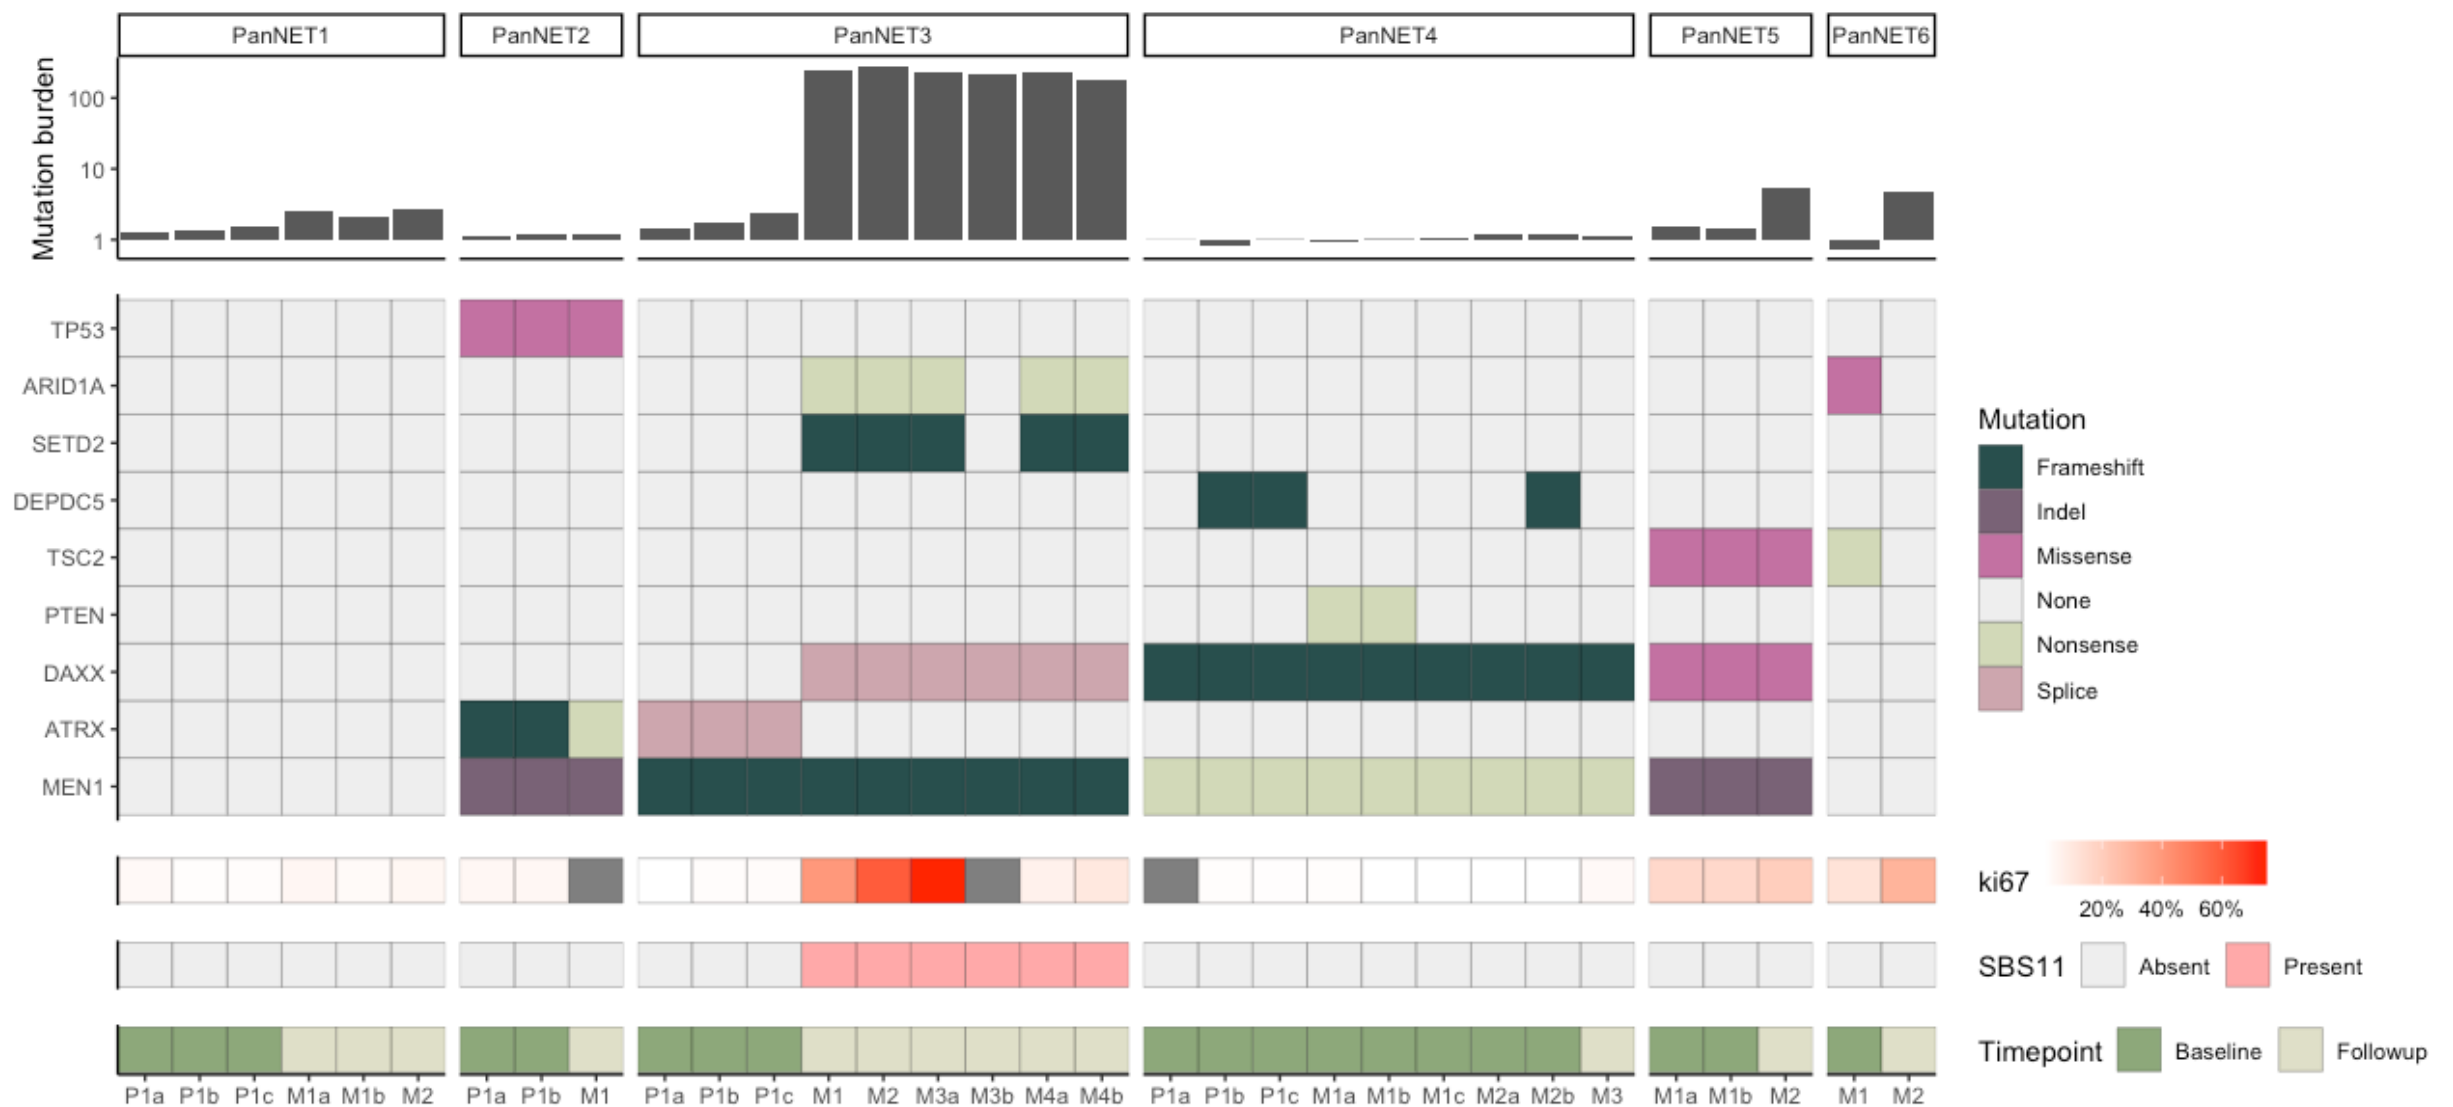 PanNET1 PanNET2 PanNET3 PanNET4 PanNET5 PanNET6
Mutation burden
100
10
1
TP53
ARID1A
SETD2
DEPDC5
TSC2
PTEN
DAXX
ATRX
MEN1
Mutation
Frameshift
Indel
Missense
None
Nonsense
Splice
ki67
20% 40% 60%
SBS11 Absent Present
Timepoint Baseline Followup
P1a P1b P1c M1a M1b M2 P1a P1b M1 P1a P1b P1c M1 M2 M3a M3b M4a M4b P1a P1b P1c M1a M1b M1c M2a M2b M3 M1a M1b M2 M1 M2